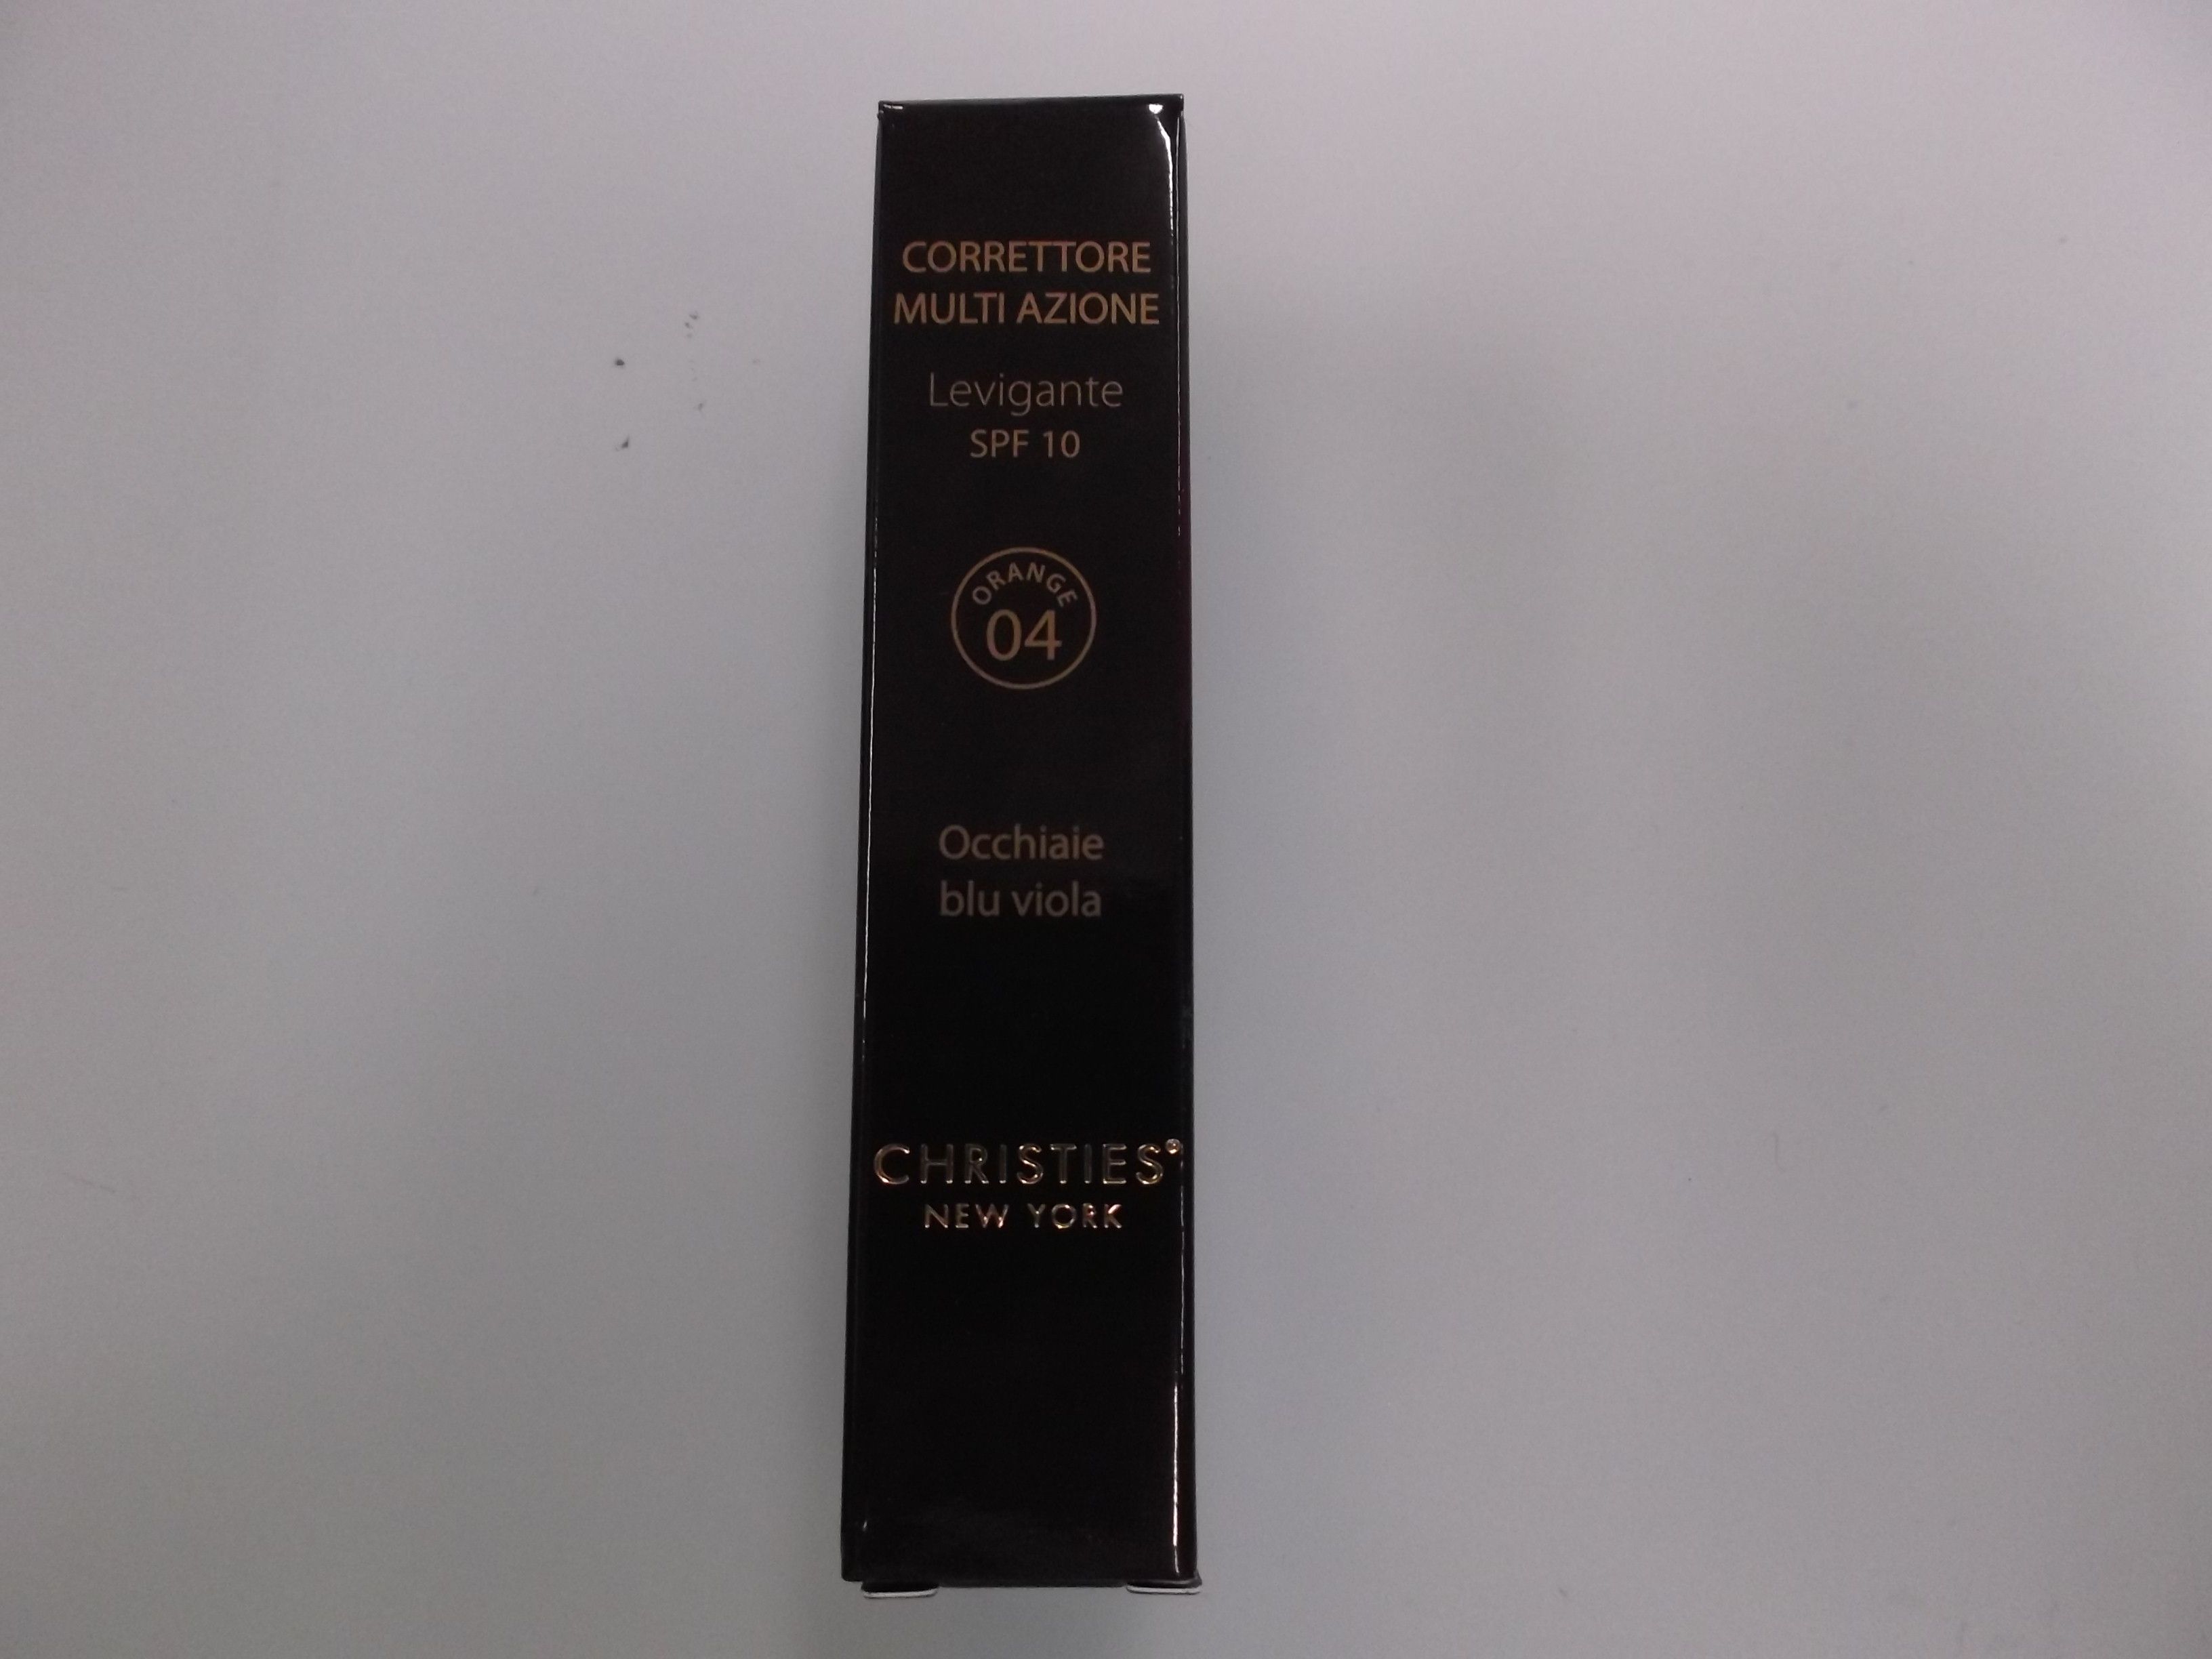 CORRETTORE
MULTI AZIONE
Levigante
SPF 10
ORANGE
04
Occhiaie
blu viola
CHRISTIES®
NEW YORK